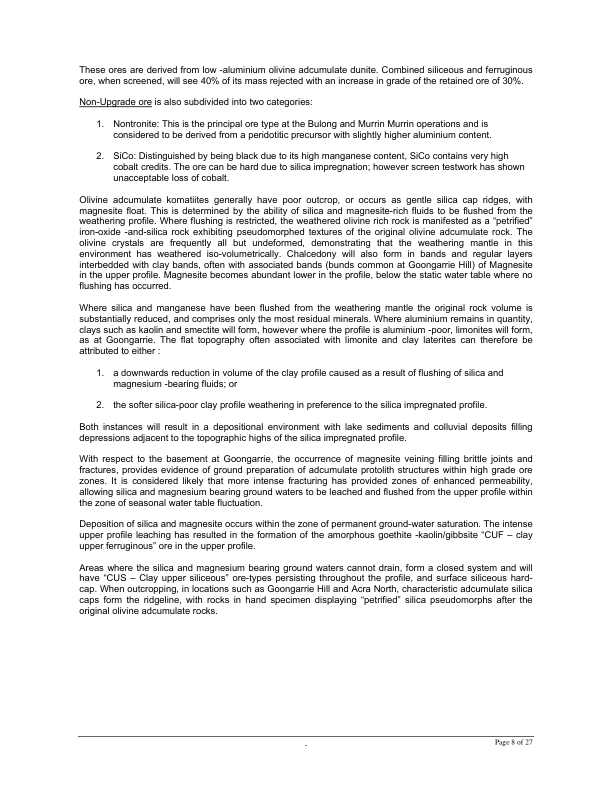 These ores are derived from low -aluminium olivine adcumulate dunite. Combined siliceous and ferruginous
ore, when screened, will see 40% of its mass rejected with an increase in grade of the retained ore of 30%.
Non-Upgrade ore is also subdivided into two categories:
1. Nontronite: This is the principal ore type at the Bulong and Murrin Murrin operations and is
considered to be derived from a peridotitic precursor with slightly higher aluminium content.
2. SiCo: Distinguished by being black due to its high manganese content, SiCo contains very high
cobalt credits. The ore can be hard due to silica impregnation; however screen testwork has shown
unacceptable loss of cobalt.
Olivine adcumulate komatiites generally have poor outcrop, or occurs as gentle silica cap ridges, with
magnesite float. This is determined by the ability of silica and magnesite-rich fluids to be flushed from the
weathering profile. Where flushing is restricted, the weathered olivine rich rock is manifested as a “petrified”
iron-oxide -and-silica rock exhibiting pseudomorphed textures of the original olivine adcumulate rock. The
olivine crystals are frequently all but undeformed, demonstrating that the weathering mantle in this
environment has weathered iso-volumetrically. Chalcedony will also form in bands and regular layers
interbedded with clay bands, often with associated bands (bunds common at Goongarrie Hill) of Magnesite
in the upper profile. Magnesite becomes abundant lower in the profile, below the static water table where no
flushing has occurred.
Where silica and manganese have been flushed from the weathering mantle the original rock volume is
substantially reduced, and comprises only the most residual minerals. Where aluminium remains in quantity,
clays such as kaolin and smectite will form, however where the profile is aluminium -poor, limonites will form,
as at Goongarrie. The flat topography often associated with limonite and clay laterites can therefore be
attributed to either :
1. a downwards reduction in volume of the clay profile caused as a result of flushing of silica and
magnesium -bearing fluids; or
2. the softer silica-poor clay profile weathering in preference to the silica impregnated profile.
Both instances will result in a depositional environment with lake sediments and colluvial deposits filling
depressions adjacent to the topographic highs of the silica impregnated profile.
With respect to the basement at Goongarrie, the occurrence of magnesite veining filling brittle joints and
fractures, provides evidence of ground preparation of adcumulate protolith structures within high grade ore
zones. It is considered likely that more intense fracturing has provided zones of enhanced permeability,
allowing silica and magnesium bearing ground waters to be leached and flushed from the upper profile within
the zone of seasonal water table fluctuation.
Deposition of silica and magnesite occurs within the zone of permanent ground-water saturation. The intense
upper profile leaching has resulted in the formation of the amorphous goethite -kaolin/gibbsite “CUF – clay
upper ferruginous” ore in the upper profile.
Areas where the silica and magnesium bearing ground waters cannot drain, form a closed system and will
have “CUS – Clay upper siliceous” ore-types persisting throughout the profile, and surface siliceous hard-
cap. When outcropping, in locations such as Goongarrie Hill and Acra North, characteristic adcumulate silica
caps form the ridgeline, with rocks in hand specimen displaying “petrified” silica pseudomorphs after the
original olivine adcumulate rocks.
-
Page 8 of 27